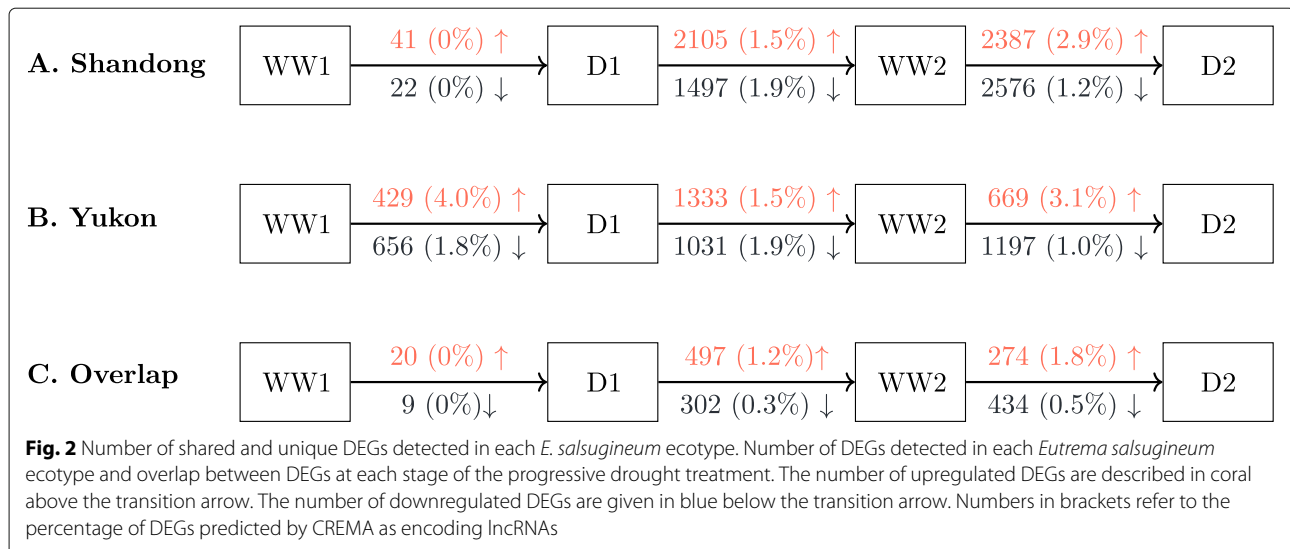 41 (0%) ↑ 2105 (1.5%) ↑ 2387 (2.9%) ↑
A. Shandong WW1 D1 WW2 D2
22 (0%) ↓ 1497 (1.9%) ↓ 2576 (1.2%) ↓
429 (4.0%) ↑ 1333 (1.5%) ↑ 669 (3.1%) ↑
B. Yukon WW1 D1 WW2 D2
656 (1.8%) ↓ 1031 (1.9%) ↓ 1197 (1.0%) ↓
20 (0%) ↑ 497 (1.2%)↑ 274 (1.8%) ↑
C. Overlap WW1 D1 WW2 D2
9 (0%)↓ 302 (0.3%) ↓ 434 (0.5%) ↓
Fig. 2 Number of shared and unique DEGs detected in each E. salsugineum ecotype. Number of DEGs detected in each Eutrema salsugineum
ecotype and overlap between DEGs at each stage of the progressive drought treatment. The number of upregulated DEGs are described in coral
above the transition arrow. The number of downregulated DEGs are given in blue below the transition arrow. Numbers in brackets refer to the
percentage of DEGs predicted by CREMA as encoding lncRNAs